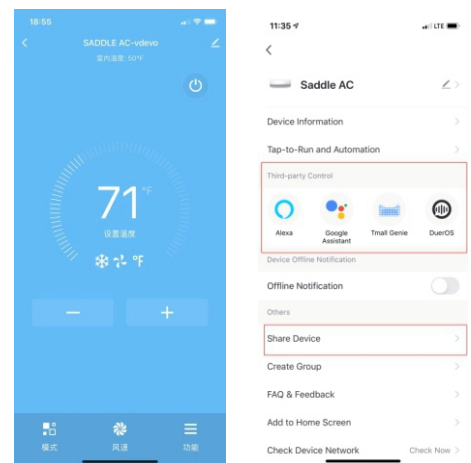 18:55
SADDLE AC-vdevo
室内温度: 50°F
71°F
设置温度
°F
模式
风速
功能
11:35
LTE
Saddle AC
Device Information
Tap-to-Run and Automation
Third-party Control
Alexa
Google Assistant
Tmall Genie
DuerOS
Device Offline Notification
Offline Notification
Others
Share Device
Create Group
FAQ & Feedback
Add to Home Screen
Check Device Network
Check Now